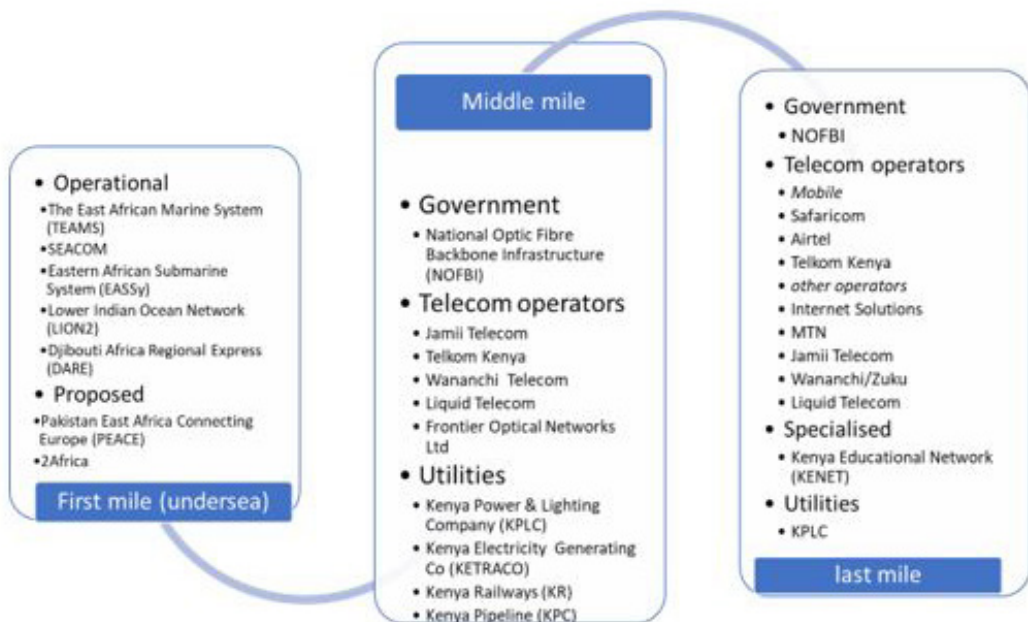 • Operational
•The East African Marine System
(TEAMS)
•SEACOM
•Eastern African Submarine
System (EASSy)
•Lower Indian Ocean Network
(LION2)
•Djibouti Africa Regional Express
(DARE)
• Proposed
•Pakistan East Africa Connecting
Europe (PEACE)
•2Africa
First mile (undersea)
Middle mile
• Government
• National Optic Fibre
Backbone Infrastructure
(NOFBI)
• Telecom operators
• Jamii Telecom
• Telkom Kenya
• Wananchi Telecom
• Liquid Telecom
• Frontier Optical Networks
Ltd
• Utilities
• Kenya Power & Lighting
Company (KPLC)
• Kenya Electricity Generating
Co (KETRACO)
• Kenya Railways (KR)
• Kenya Pipeline (KPC)
• Government
• NOFBI
• Telecom operators
• Mobile
• Safaricom
• Airtel
• Telkom Kenya
• other operators
• Internet Solutions
• MTN
• Jamii Telecom
• Wananchi/Zuku
• Liquid Telecom
• Specialised
• Kenya Educational Network
(KENET)
• Utilities
• KPLC
last mile